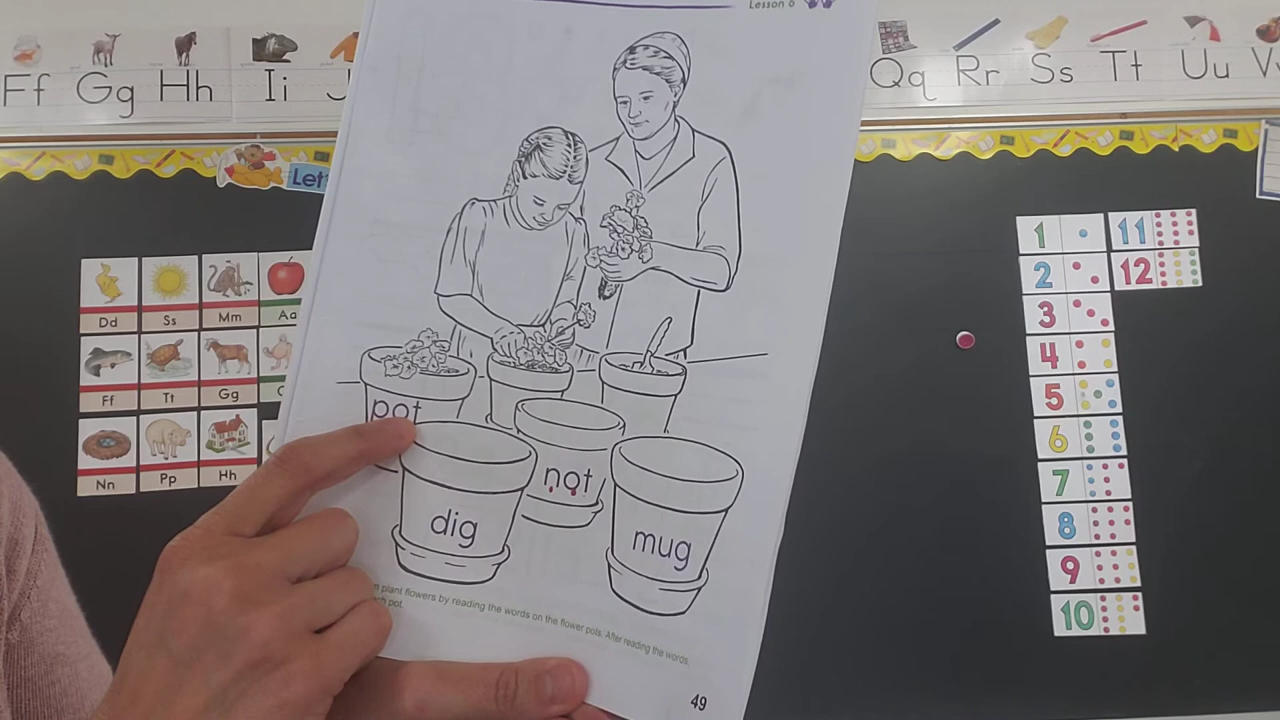 Lesson 6
Ff Gg Hh Ii
Qq Rr Ss Tt Uu
Let
Dd Ss Mm Aa
Ff Tt Gg
Nn Pp Hh
pot
not
dig
mug
plant flowers by reading the words on the flower pots. After reading the words,
pot.
49
1 11
2 12
3
4
5
6
7
8
9
10